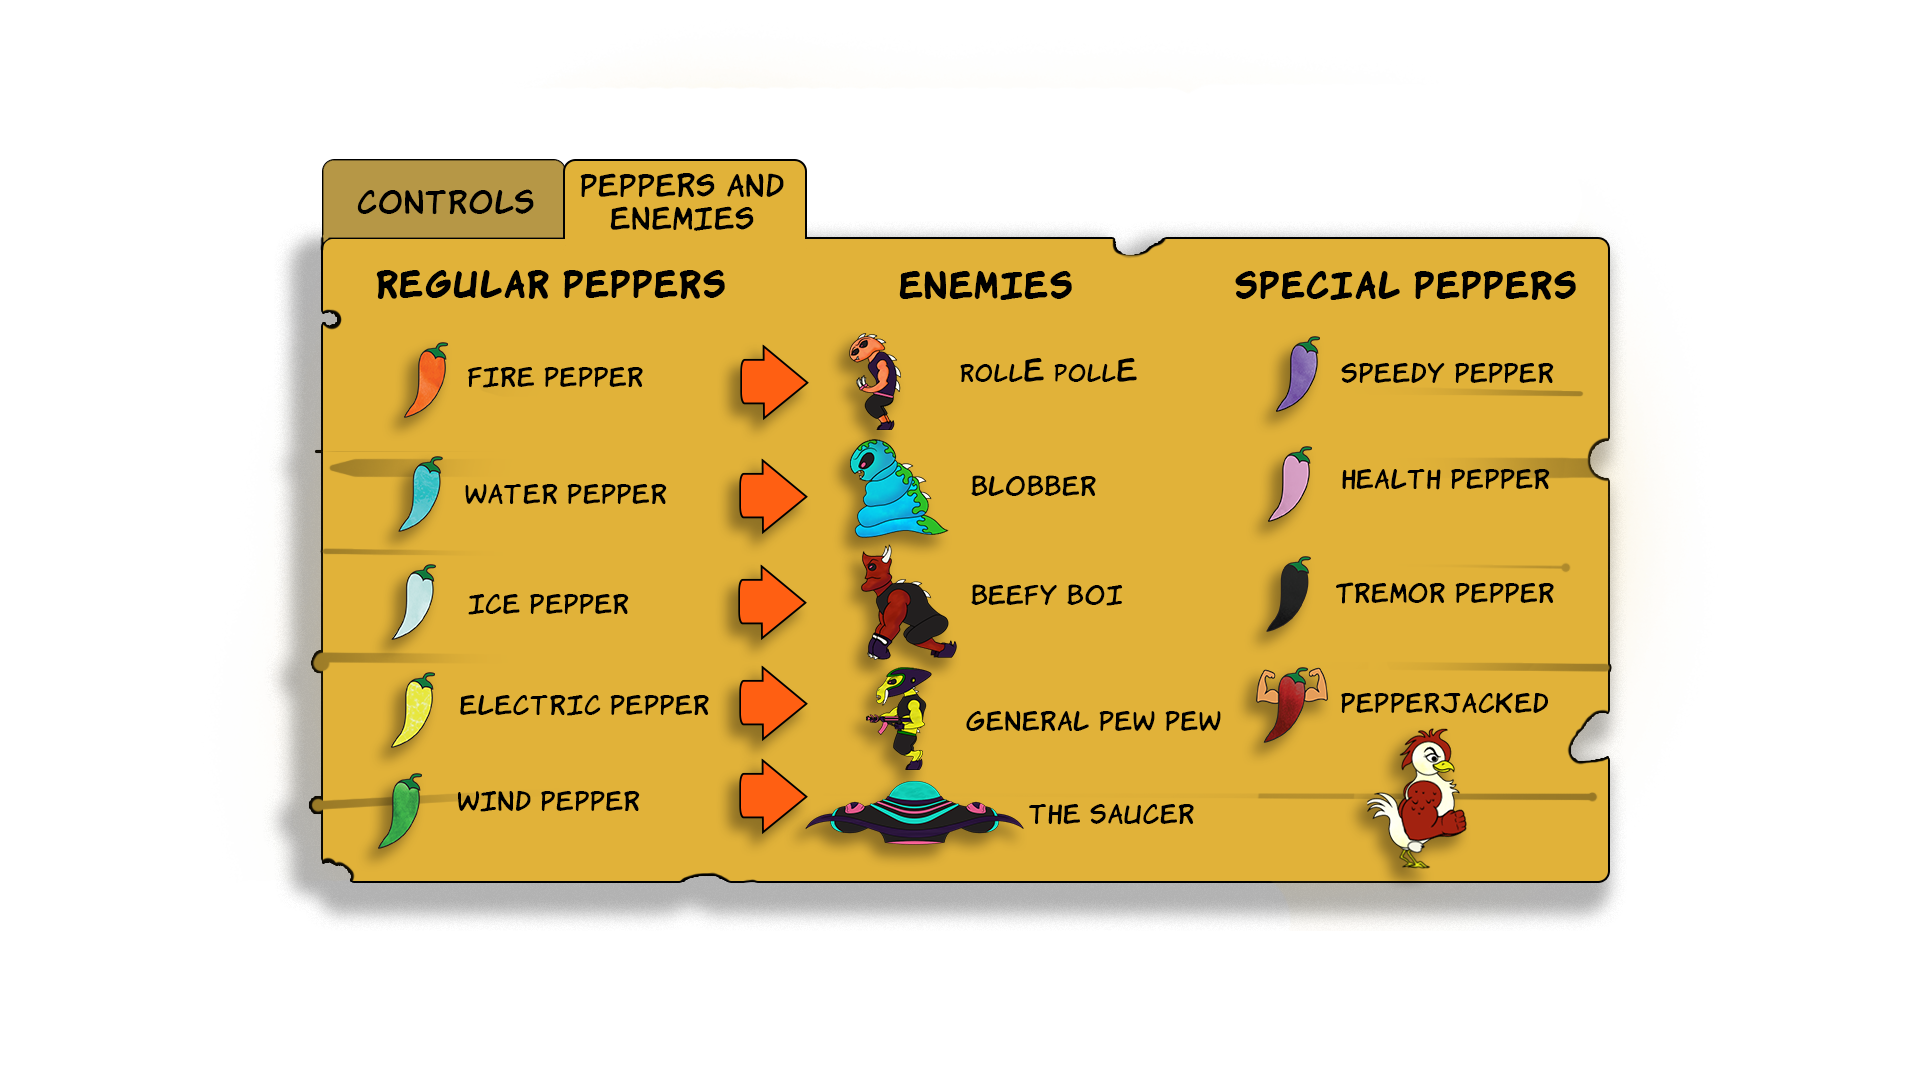 CONTROLS
PEPPERS AND
ENEMIES
REGULAR PEPPERS
ENEMIES
SPECIAL PEPPERS
FIRE PEPPER
ROLLE POLLE
SPEEDY PEPPER
WATER PEPPER
BLOBBER
HEALTH PEPPER
ICE PEPPER
BEEFY BOI
TREMOR PEPPER
ELECTRIC PEPPER
GENERAL PEW PEW
PEPPERJACKED
WIND PEPPER
THE SAUCER